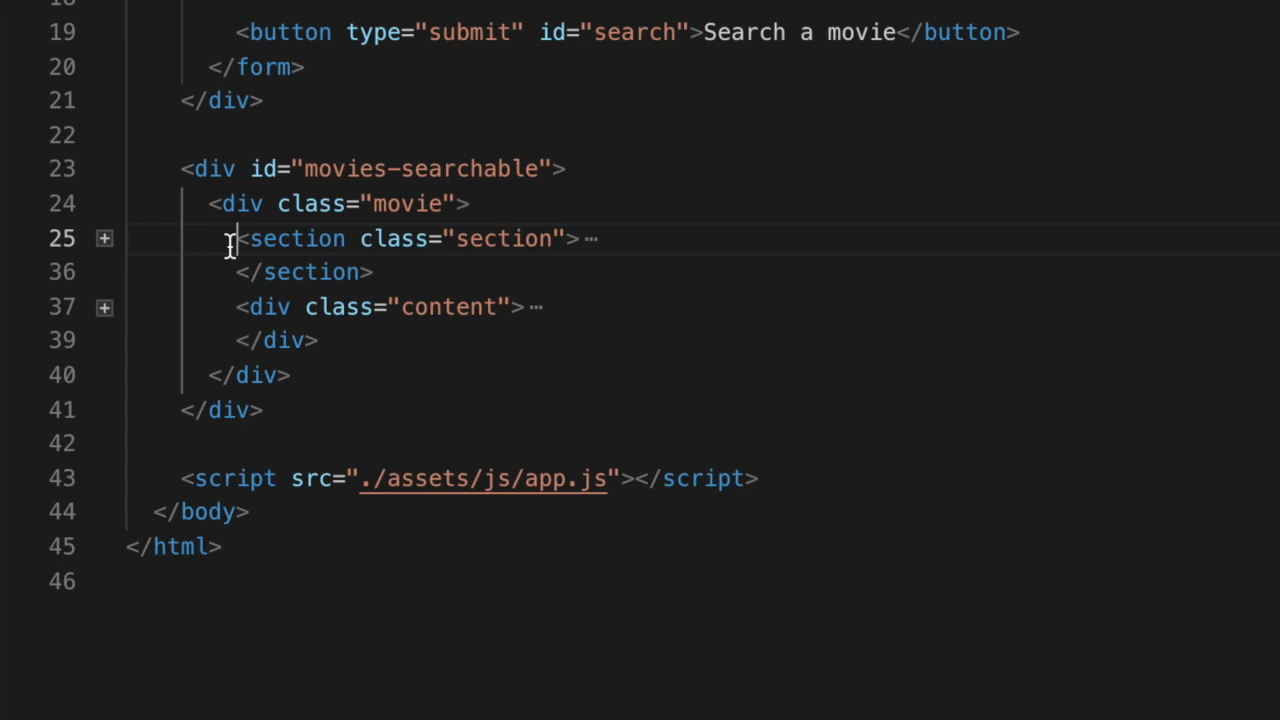 18
19 <button type="submit" id="search">Search a movie</button>
20 </form>
21 </div>
22
23 <div id="movies-searchable">
24 <div class="movie">
25 <section class="section">⋯
36 </section>
37 <div class="content">⋯
39 </div>
40 </div>
41 </div>
42
43 <script src="./assets/js/app.js"></script>
44 </body>
45 </html>
46